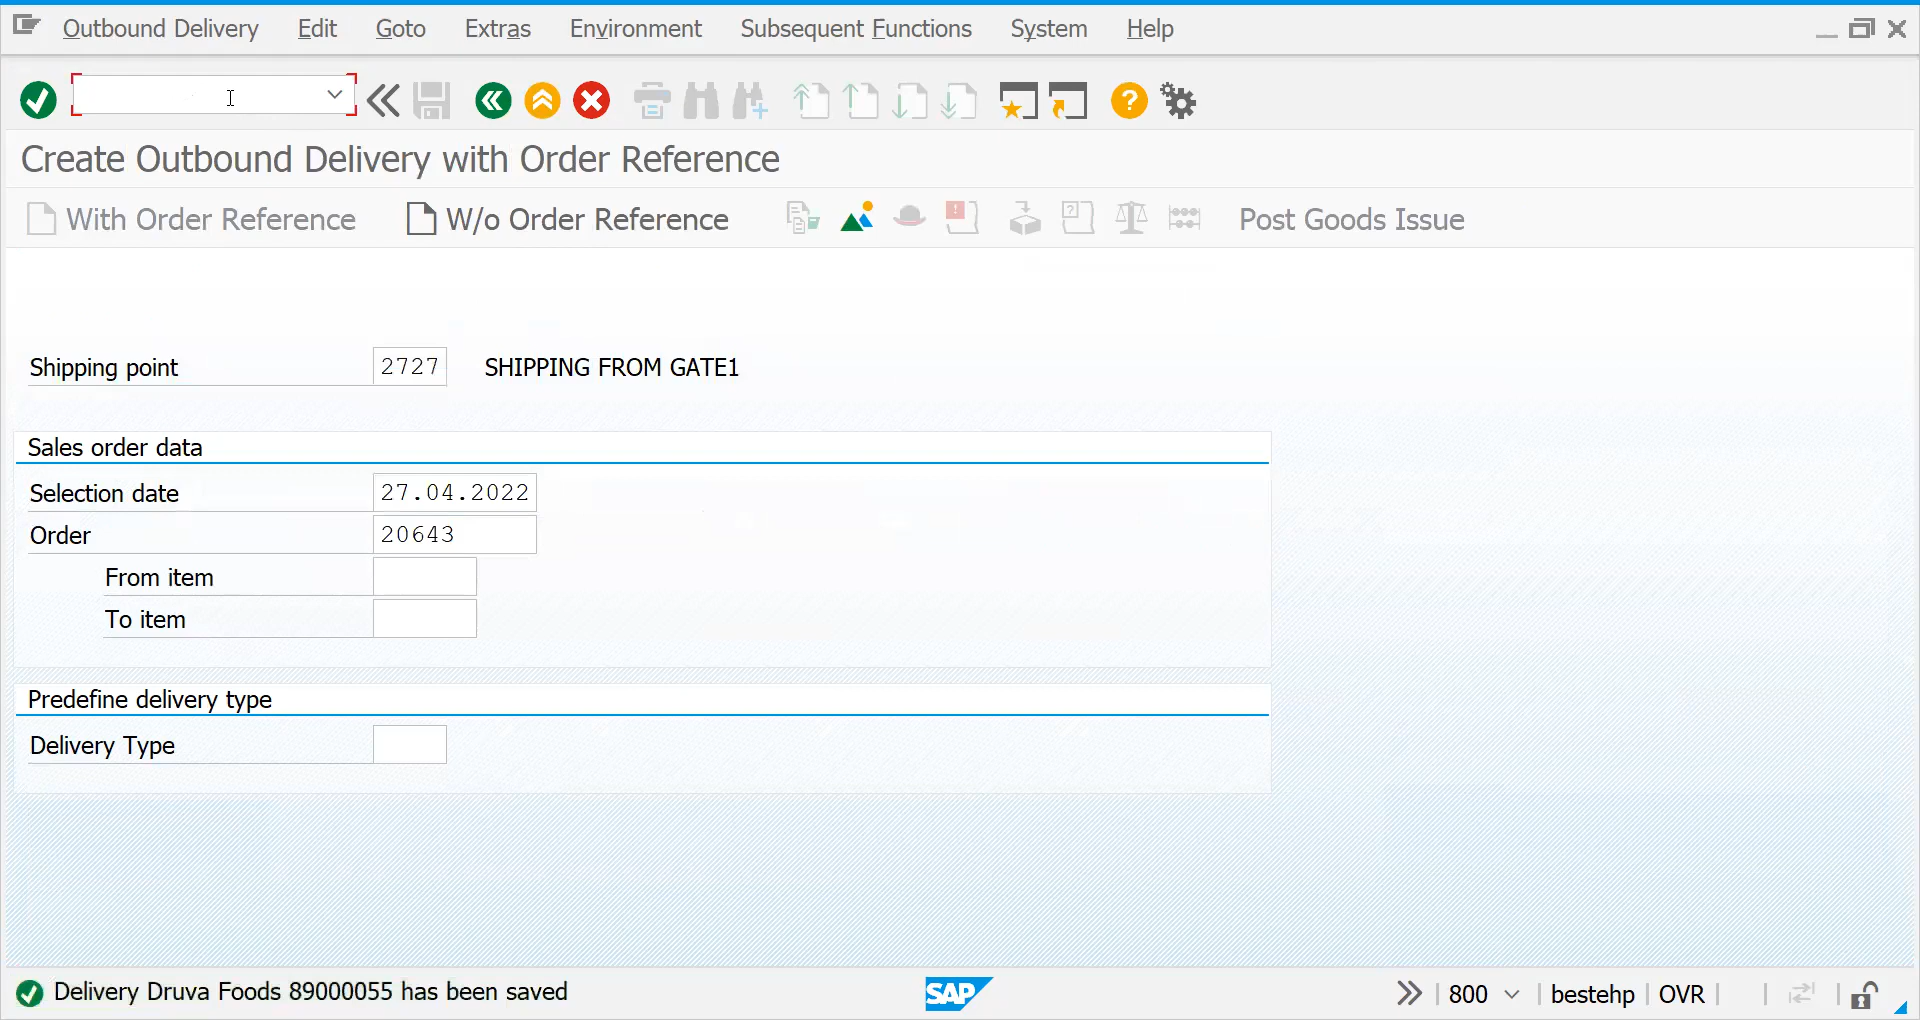 Outbound Delivery Edit Goto Extras Environment Subsequent Functions System Help
Create Outbound Delivery with Order Reference
With Order Reference W/o Order Reference Post Goods Issue
Shipping point 2727 SHIPPING FROM GATE1
Sales order data
Selection date 27.04.2022
Order 20643
From item
To item
Predefine delivery type
Delivery Type
Delivery Druva Foods 89000055 has been saved SAP 800 bestehp OVR